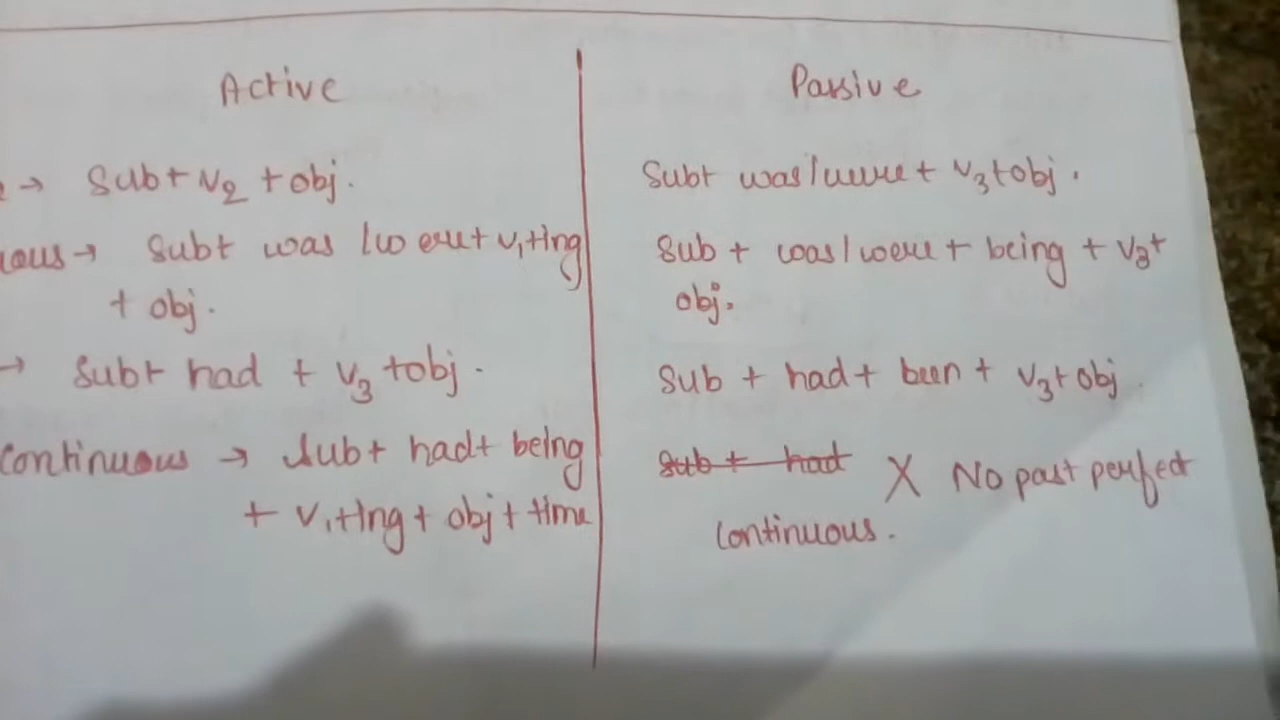 Active Passive
→ Sub + V2 + obj. Sub + was/were + V3 + obj.
→ Sub + was/were + V1 + ing Sub + was/were + being + V3 +
+ obj. obj.
→ Sub + had + V3 + obj. Sub + had + been + V3 + obj.
continuous → Sub + had + being Sub + had X No past perfect
+ V1 + ing + obj + time continuous.